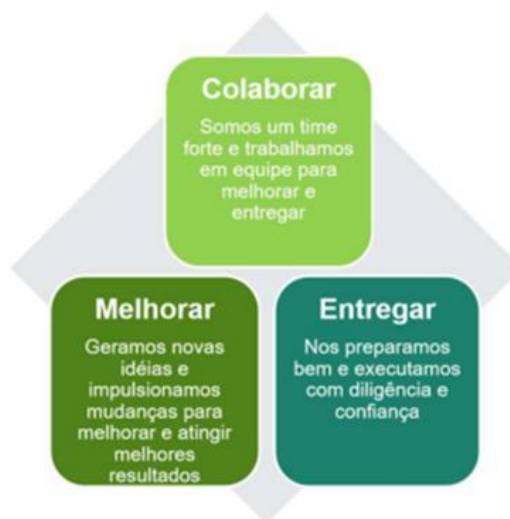 Colaborar
Somos um time
forte e trabalhamos
em equipe para
melhorar e
entregar
Melhorar
Geramos novas
idéias e
impulsionamos
mudanças para
melhorar e atingir
melhores
resultados
Entregar
Nos preparamos
bem e executamos
com diligência e
confiança